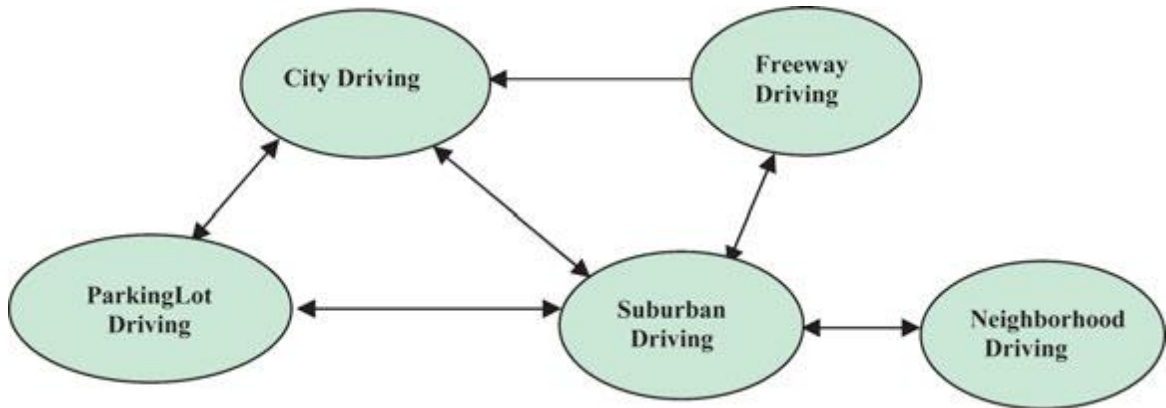 City Driving
Freeway
Driving
ParkingLot
Driving
Suburban
Driving
Neighborhood
Driving